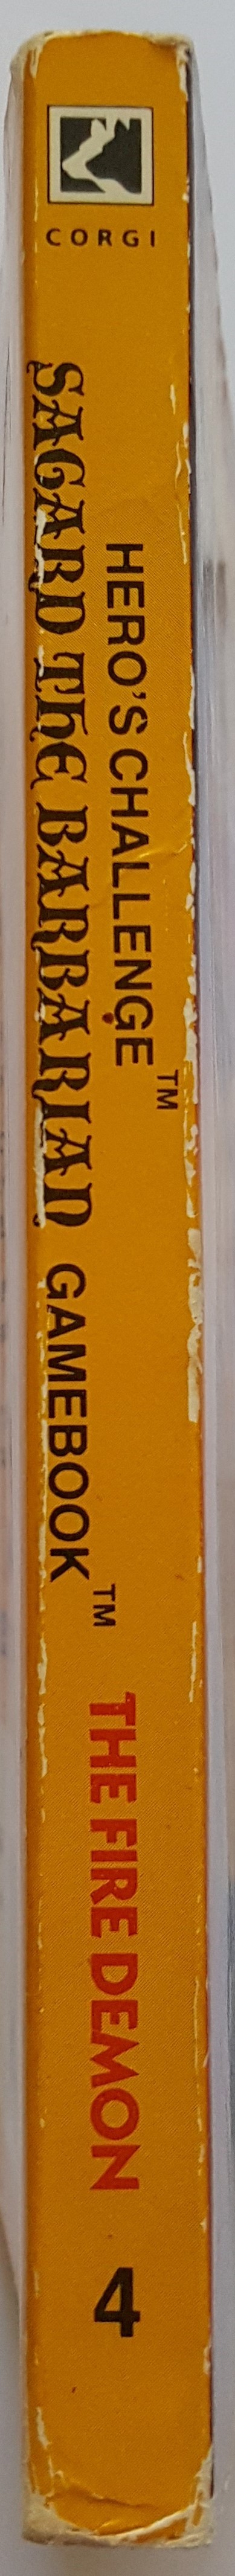 CORGI
HERO'S CHALLENGE™
SAGARD THE BARBARIAN GAMEBOOK™
THE FIRE DEMON
4